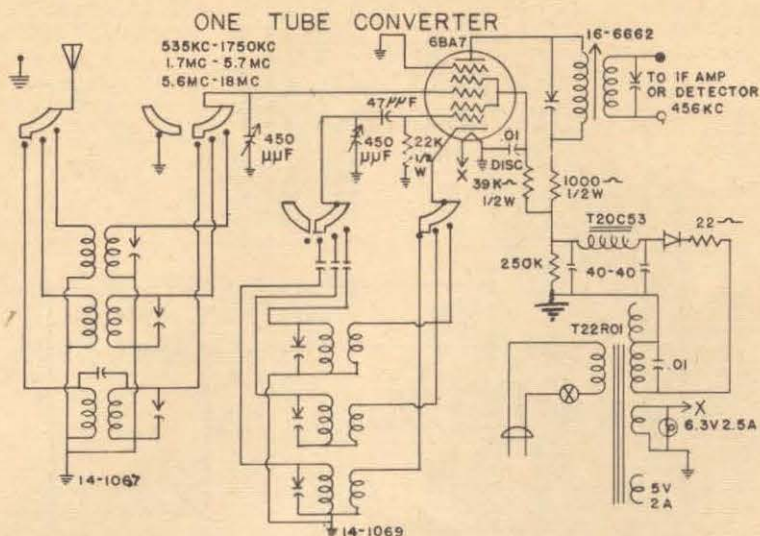 ONE TUBE CONVERTER
535KC-1750KC
1.7MC - 5.7MC
5.6MC-18MC
6BA7
16-6662
TO IF AMP
OR DETECTOR
456KC
47µµF
450
µµF
450
µµF
22K
1/2
W
X
.01
DISC
39K~
1/2W
1000~
1/2W
T20C53
22~
250K
40-40
T22R01
.01
X
6.3V 2.5A
5V
2A
14-1067
14-1069